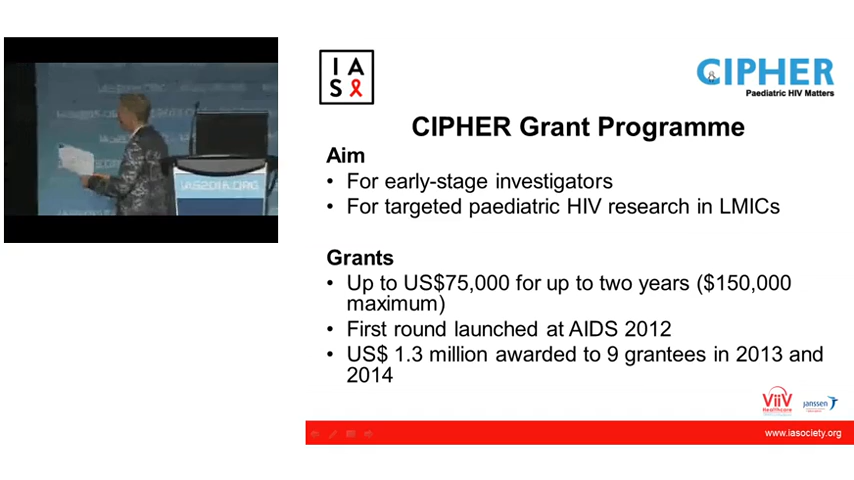 IAS2015.ORG
I A
S
CIPHER
Paediatric HIV Matters
CIPHER Grant Programme
Aim
• For early-stage investigators
• For targeted paediatric HIV research in LMICs
Grants
• Up to US$75,000 for up to two years ($150,000
maximum)
• First round launched at AIDS 2012
• US$ 1.3 million awarded to 9 grantees in 2013 and
2014
ViiV
Healthcare
janssen
www.iasociety.org